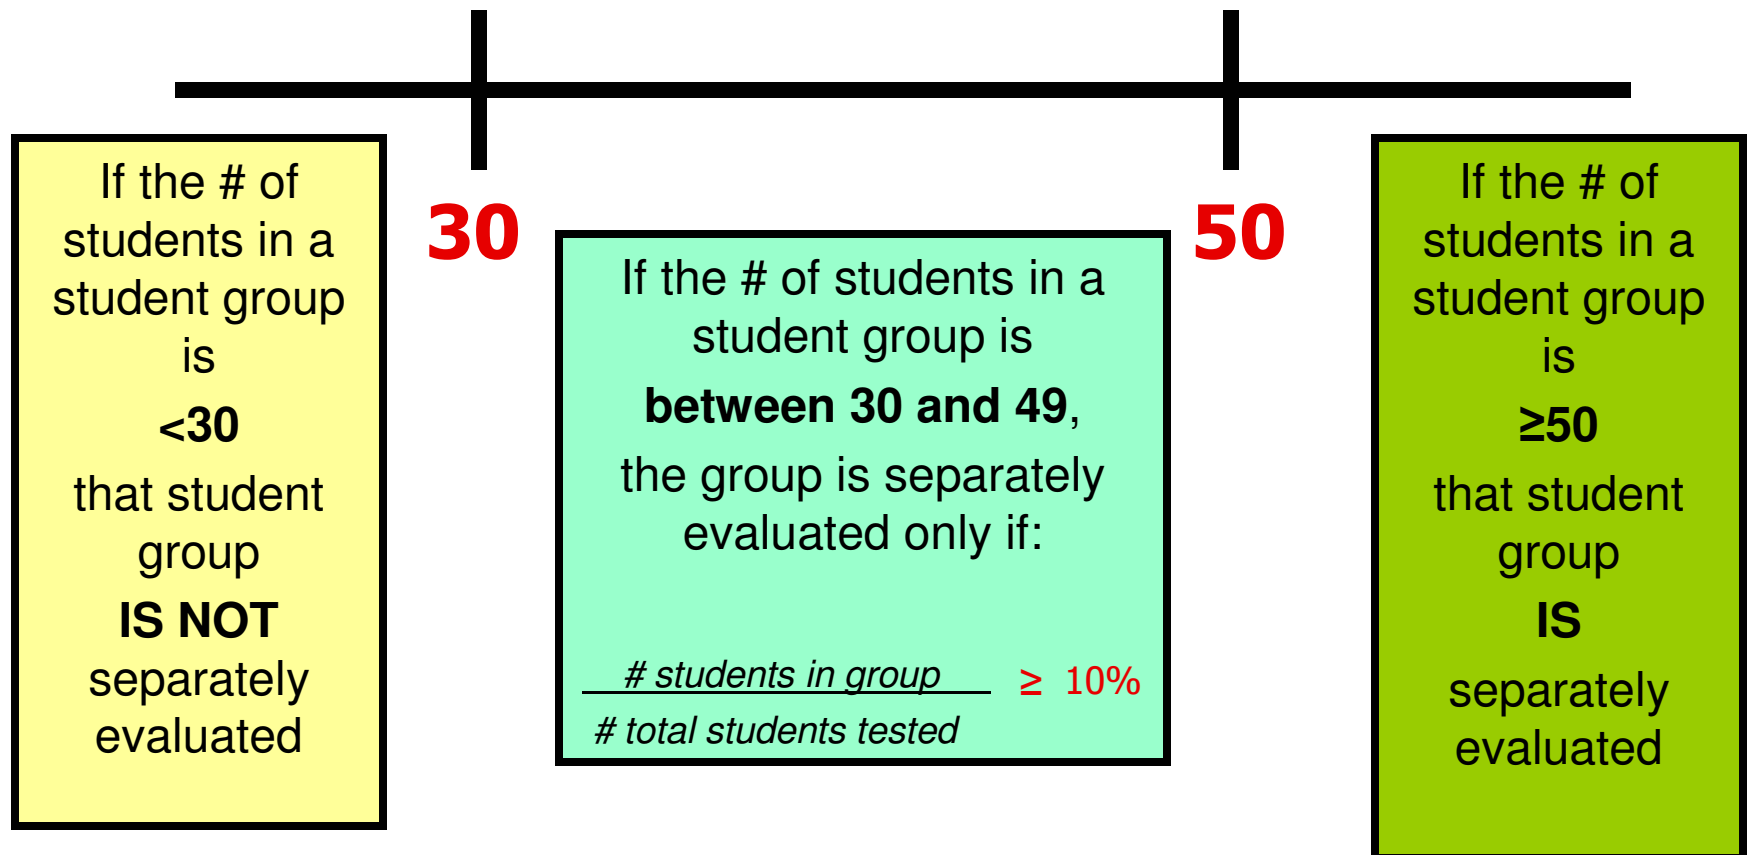 If the # of
students in a
student group
is
<30
that student
group
IS NOT
separately
evaluated
30
If the # of students in a
student group is
between 30 and 49,
the group is separately
evaluated only if:
# students in group ≥ 10%
# total students tested
50
If the # of
students in a
student group
is
≥50
that student
group
IS
separately
evaluated